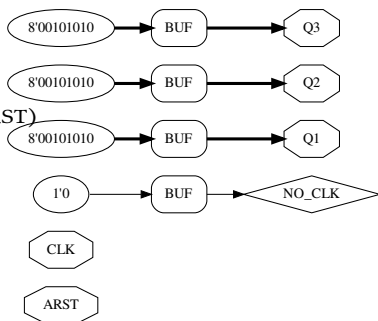 8'00101010 BUF Q3
8'00101010 BUF Q2
ST)
8'00101010 BUF Q1
1'0 BUF NO_CLK
CLK
ARST